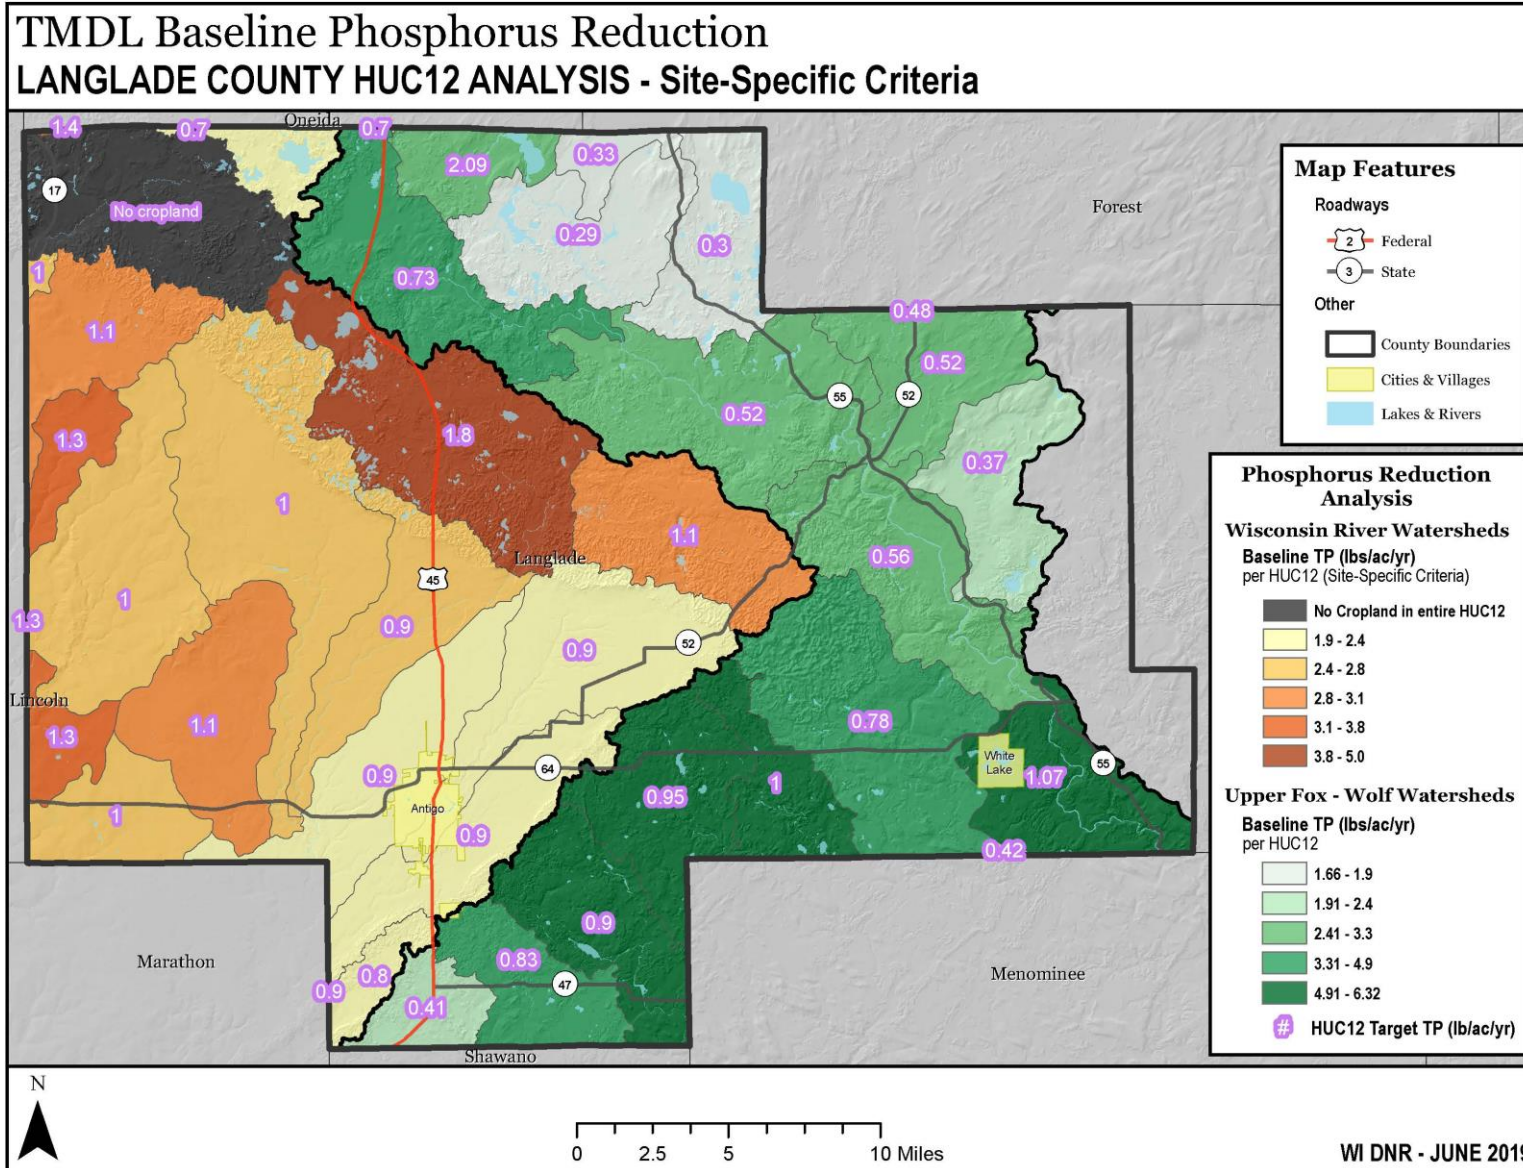 TMDL Baseline Phosphorus Reduction
LANGLADE COUNTY HUC12 ANALYSIS - Site-Specific Criteria
Oneida
1.4
0.7
0.7
2.09
0.33
17
No cropland
0.29
0.3
Forest
1
0.73
1.1
0.48
0.52
55
52
0.52
1.3
1.8
0.37
1
1.1
Langlade
0.56
45
1
1.3
0.9
0.9
52
Lincoln
1.3
1.1
0.78
64
White
Lake
55
0.9
0.95
1
1.07
Antigo
1
0.9
0.42
0.9
Marathon
0.83
Menominee
0.8
0.9
47
0.41
Shawano
Map Features
Roadways
2 Federal
3 State
Other
County Boundaries
Cities & Villages
Lakes & Rivers
Phosphorus Reduction
Analysis
Wisconsin River Watersheds
Baseline TP (lbs/ac/yr)
per HUC12 (Site-Specific Criteria)
No Cropland in entire HUC12
1.9 - 2.4
2.4 - 2.8
2.8 - 3.1
3.1 - 3.8
3.8 - 5.0
Upper Fox - Wolf Watersheds
Baseline TP (lbs/ac/yr)
per HUC12
1.66 - 1.9
1.91 - 2.4
2.41 - 3.3
3.31 - 4.9
4.91 - 6.32
# HUC12 Target TP (lb/ac/yr)
N
0 2.5 5 10 Miles
WI DNR - JUNE 2019